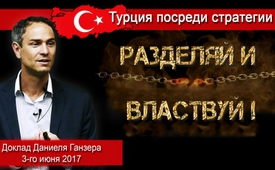 Турция посреди стратегии
РАЗДЕЛЯЙ И
ВЛАСТВУЙ !
Доклад Даниеля Ганзера
3-го июня 2017